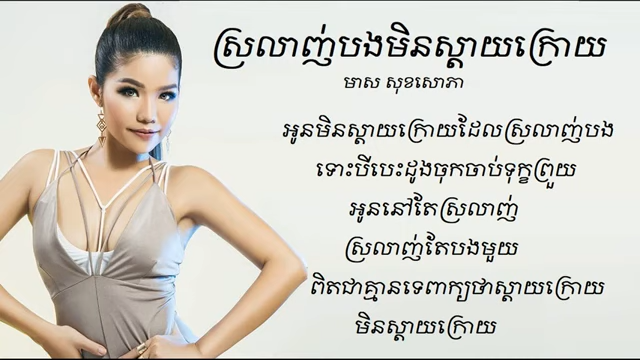 ស្រលាញ់បងមិនស្តាយក្រោយ
មាស សុខសោភា
អូនមិនស្តាយក្រោយដែលស្រលាញ់បង
ទោះបីបេះដូងចុកចាប់ទុក្ខព្រួយ
អូននៅតែស្រលាញ់
ស្រលាញ់តែបងមួយ
ពិតជាគ្មានទេពាក្យថាស្តាយក្រោយ
មិនស្តាយក្រោយ